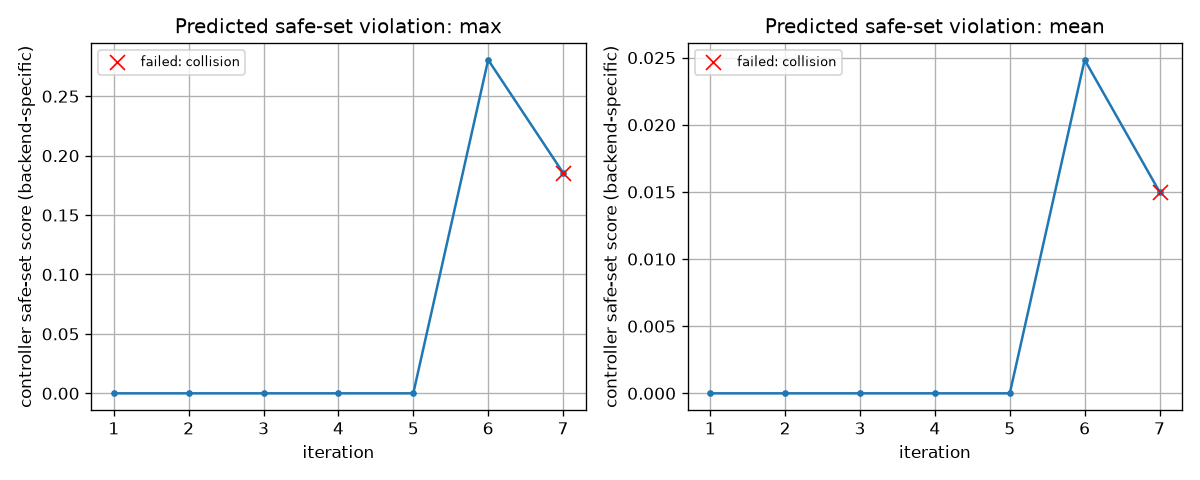 Predicted safe-set violation: max
controller safe-set score (backend-specific)
failed: collision
0.25
0.20
0.15
0.10
0.05
0.00
1 2 3 4 5 6 7
iteration
Predicted safe-set violation: mean
controller safe-set score (backend-specific)
failed: collision
0.025
0.020
0.015
0.010
0.005
0.000
1 2 3 4 5 6 7
iteration